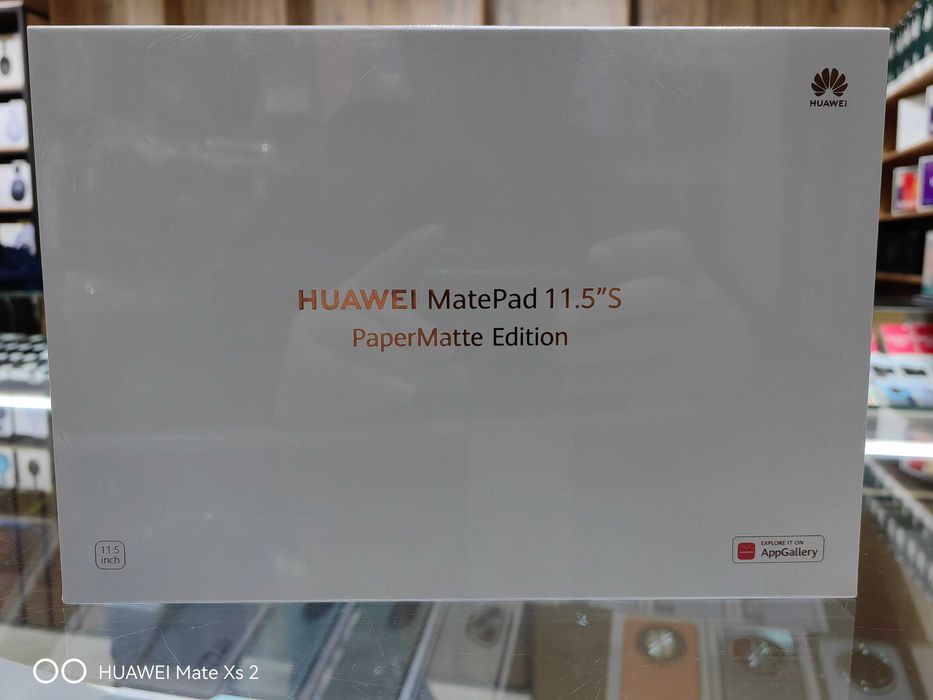 HUAWEI
HUAWEI MatePad 11.5”S
PaperMatte Edition
11.5
inch
EXPLORE IT ON
AppGallery
HUAWEI Mate Xs 2